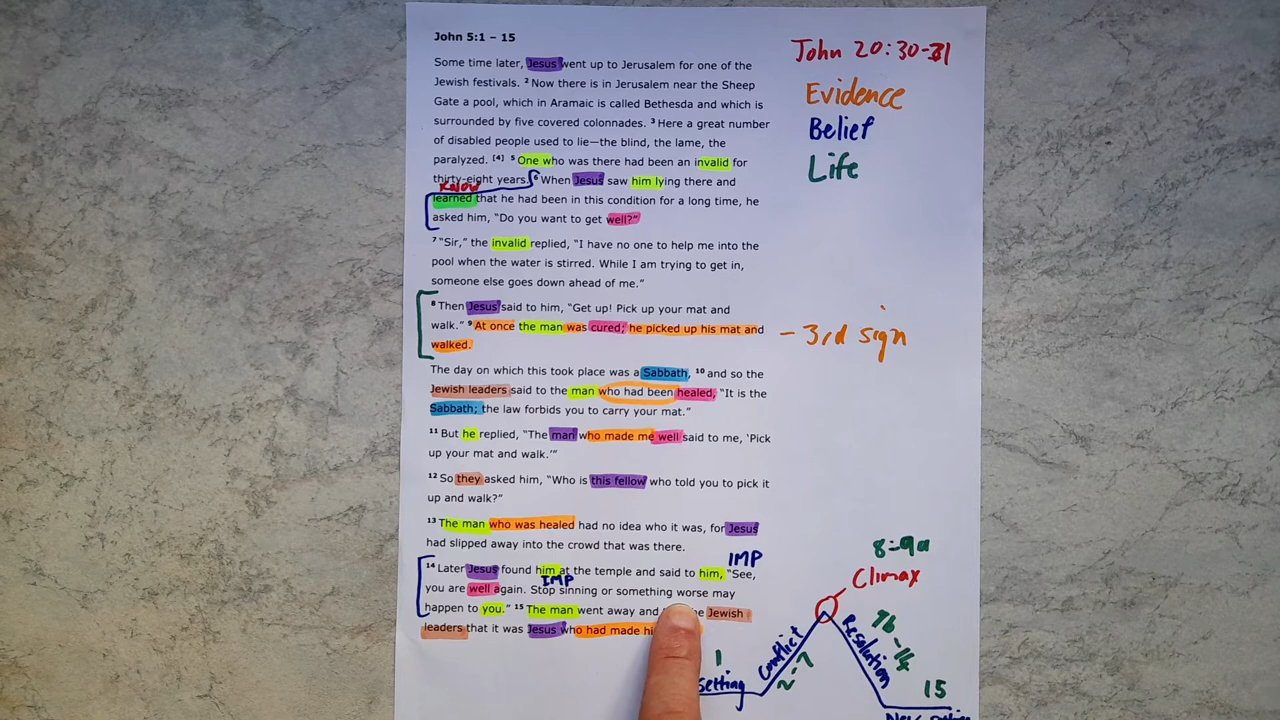 John 5:1 – 15
Some time later, Jesus went up to Jerusalem for one of the
Jewish festivals. 2 Now there is in Jerusalem near the Sheep
Gate a pool, which in Aramaic is called Bethesda and which is
surrounded by five covered colonnades. 3 Here a great number
of disabled people used to lie—the blind, the lame, the
paralyzed. [4] 5 One who was there had been an invalid for
thirty-eight years. 6 When Jesus saw him lying there and
KNOW
learned that he had been in this condition for a long time, he
asked him, “Do you want to get well?”
7 “Sir,” the invalid replied, “I have no one to help me into the
pool when the water is stirred. While I am trying to get in,
someone else goes down ahead of me.”
8 Then Jesus said to him, “Get up! Pick up your mat and
walk.” 9 At once the man was cured; he picked up his mat and
walked.
The day on which this took place was a Sabbath, 10 and so the
Jewish leaders said to the man who had been healed, “It is the
Sabbath; the law forbids you to carry your mat.”
11 But he replied, “The man who made me well said to me, ‘Pick
up your mat and walk.’”
12 So they asked him, “Who is this fellow who told you to pick it
up and walk?”
13 The man who was healed had no idea who it was, for Jesus
had slipped away into the crowd that was there.
IMP
14 Later Jesus found him at the temple and said to him, “See,
IMP
you are well again. Stop sinning or something worse may
happen to you.” 15 The man went away and Jewish
leaders that it was Jesus who had made
John 20:30-31
Evidence
Belief
Life
- 3rd sign
8-9a
Climax
Conflict
2-7
Resolution
9b-14
1
Setting
15